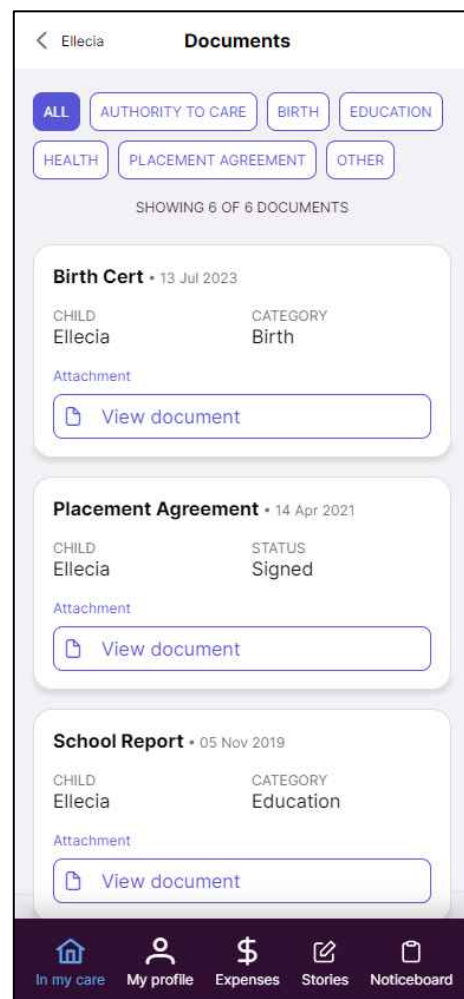 Ellecia Documents
ALL AUTHORITY TO CARE BIRTH EDUCATION
HEALTH PLACEMENT AGREEMENT OTHER
SHOWING 6 OF 6 DOCUMENTS
Birth Cert • 13 Jul 2023
CHILD CATEGORY
Ellecia Birth
Attachment
View document
Placement Agreement • 14 Apr 2021
CHILD STATUS
Ellecia Signed
Attachment
View document
School Report • 05 Nov 2019
CHILD CATEGORY
Ellecia Education
Attachment
View document
In my care My profile Expenses Stories Noticeboard